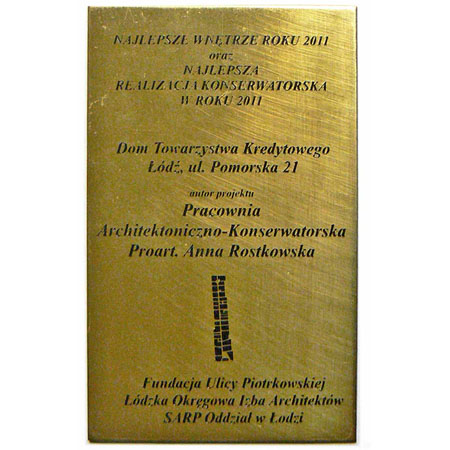 NAJLEPSZE WNĘTRZE ROKU 2011
oraz
NAJLEPSZA
REALIZACJA KONSERWATORSKA
W ROKU 2011
Dom Towarzystwa Kredytowego
Łódź, ul. Pomorska 21
autor projektu
Pracownia
Architektoniczno-Konserwatorska
Proart. Anna Rostkowska
Fundacja Ulicy Piotrkowskiej
Łódzka Okręgowa Izba Architektów
SARP Oddział w Łodzi